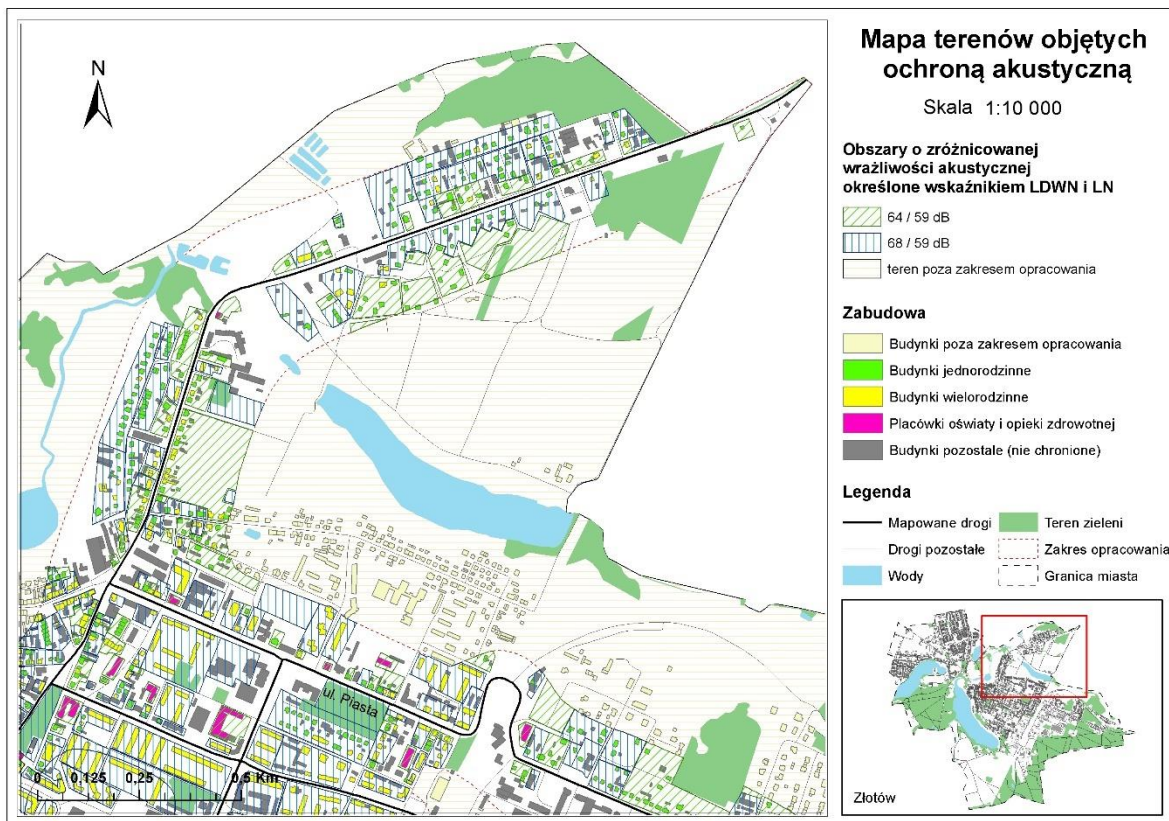 Mapa terenów objętych
ochroną akustyczną
Skala 1:10 000
N
Obszary o zróżnicowanej
wrażliwości akustycznej
określone wskaźnikiem LDWN i LN
64 / 59 dB
68 / 59 dB
teren poza zakresem opracowania
Zabudowa
Budynki poza zakresem opracowania
Budynki jednorodzinne
Budynki wielorodzinne
Placówki oświaty i opieki zdrowotnej
Budynki pozostałe (nie chronione)
Legenda
Mapowane drogi
Teren zieleni
Drogi pozostałe
Zakres opracowania
Wody
Granica miasta
ul. Piasta
0 0.125 0.25 0.5 Km
Złotów